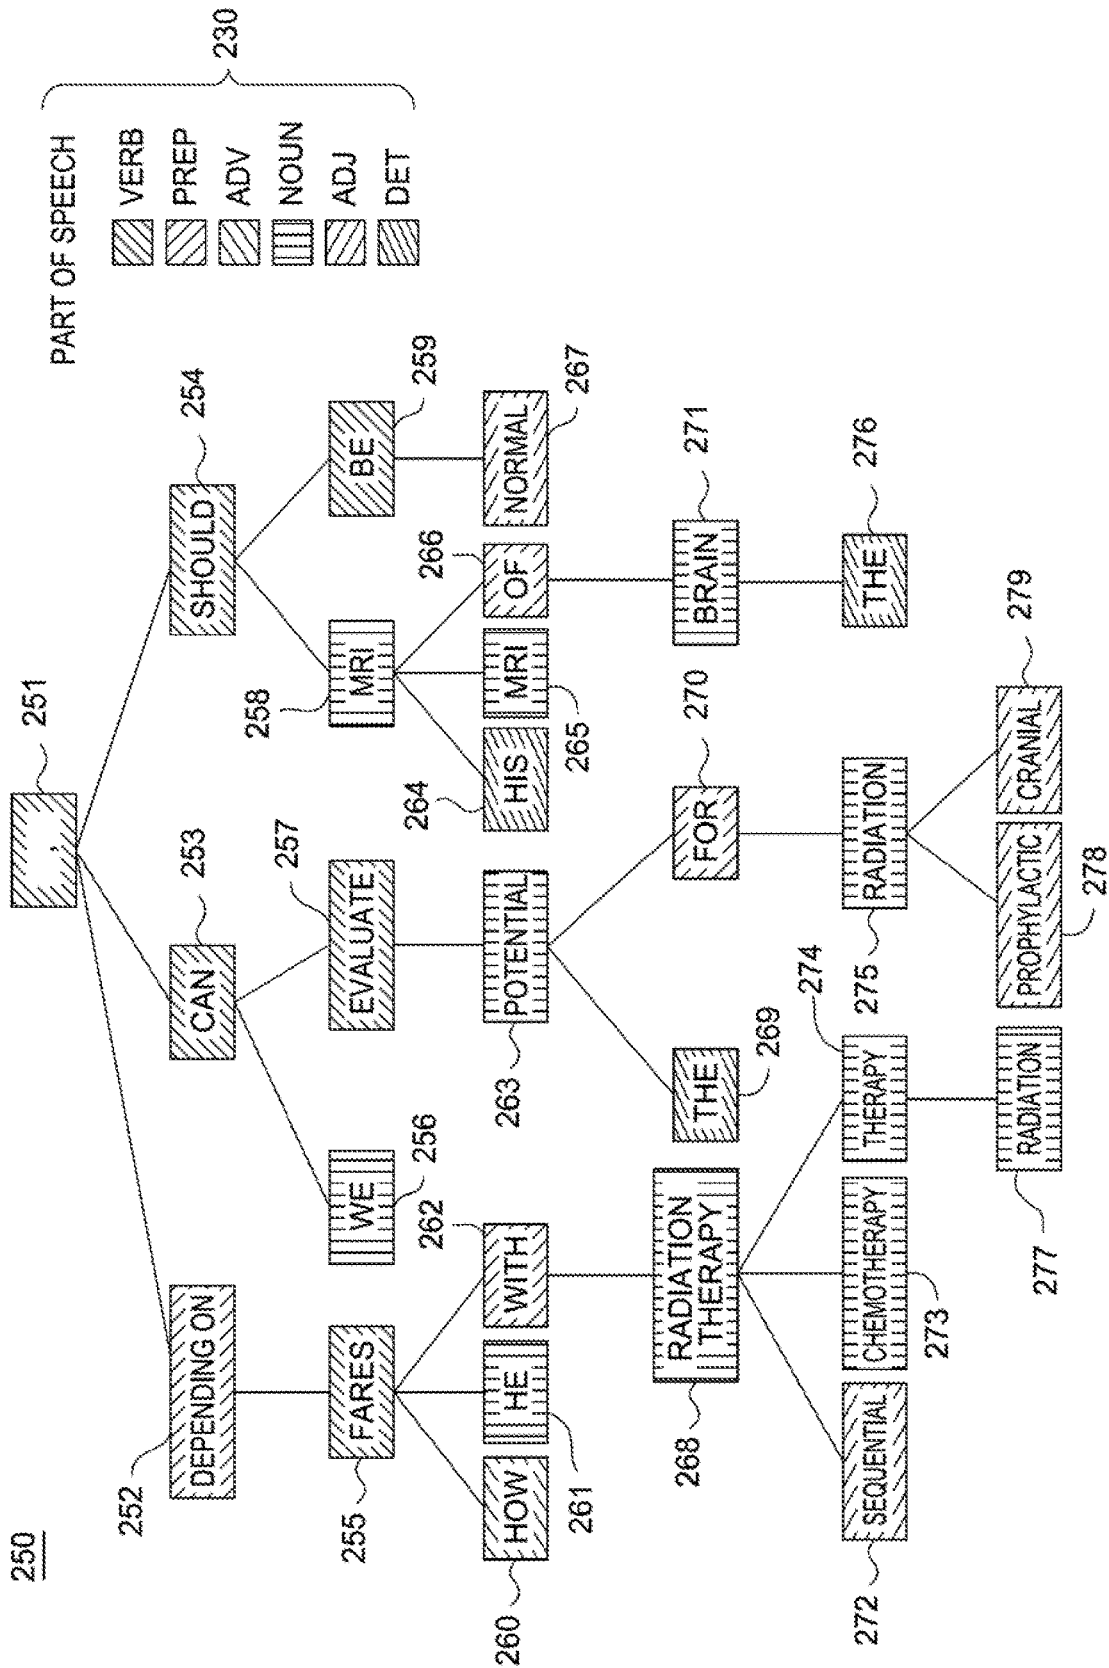 250
PART OF SPEECH
VERB
PREP
ADV
NOUN
ADJ
DET
230
,
251
DEPENDING ON
252
CAN
253
SHOULD
254
FARES
255
WE
256
EVALUATE
257
MRI
258
BE
259
HOW
260
HE
261
WITH
262
POTENTIAL
263
HIS
264
MRI
265
OF
266
NORMAL
267
RADIATION
THERAPY
268
THE
269
FOR
270
BRAIN
271
SEQUENTIAL
272
CHEMOTHERAPY
273
THERAPY
274
RADIATION
275
THE
276
RADIATION
277
PROPHYLACTIC
278
CRANIAL
279